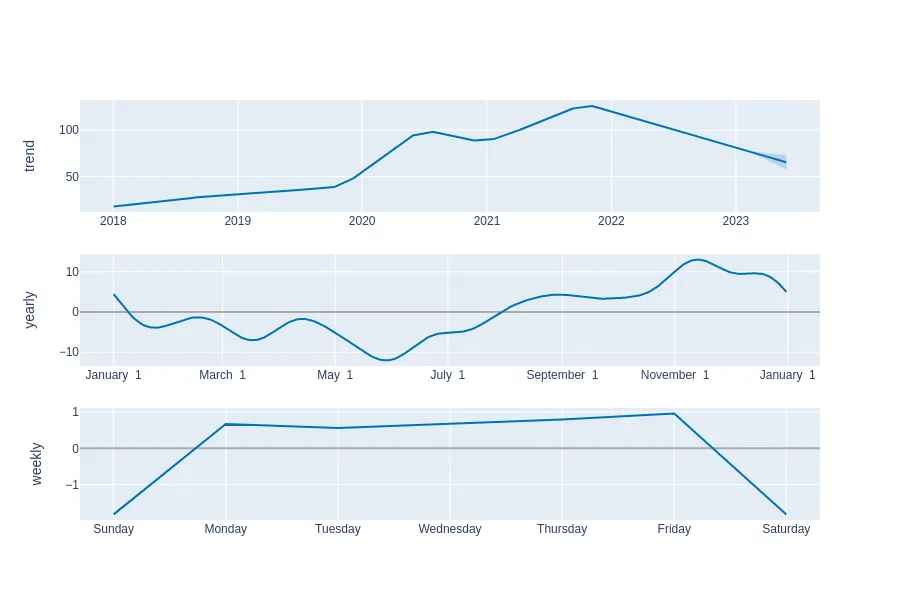 trend
100
50
2018 2019 2020 2021 2022 2023
yearly
10
0
−10
January 1 March 1 May 1 July 1 September 1 November 1 January 1
weekly
1
0
−1
Sunday Monday Tuesday Wednesday Thursday Friday Saturday